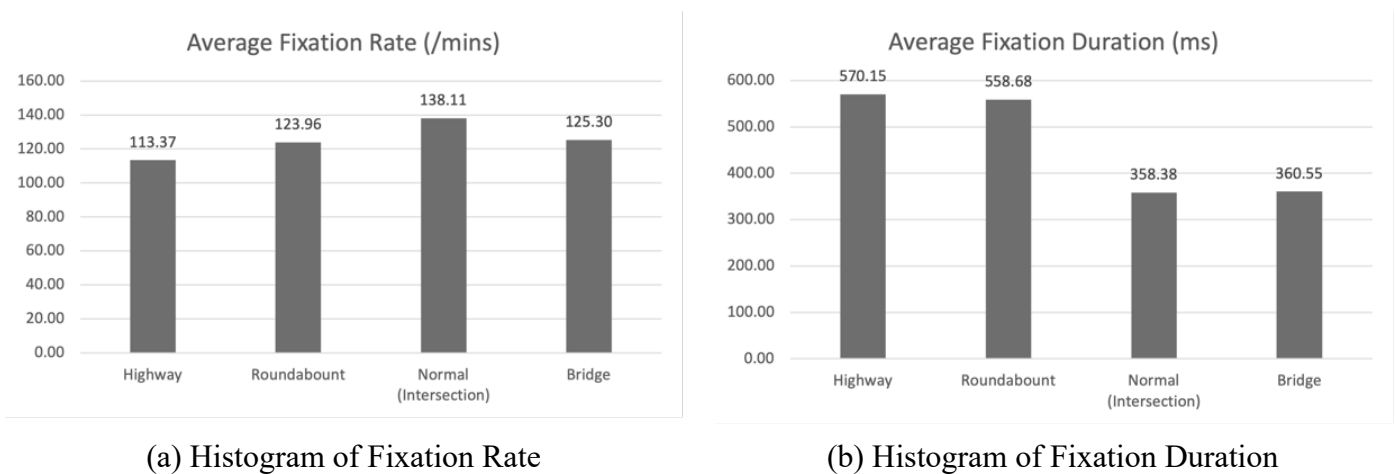 Average Fixation Rate (/mins)
160.00
140.00
120.00
100.00
80.00
60.00
40.00
20.00
0.00
113.37
123.96
138.11
125.30
Highway
Roundabount
Normal
(Intersection)
Bridge
(a) Histogram of Fixation Rate
Average Fixation Duration (ms)
600.00
500.00
400.00
300.00
200.00
100.00
0.00
570.15
558.68
358.38
360.55
Highway
Roundabount
Normal
(Intersection)
Bridge
(b) Histogram of Fixation Duration